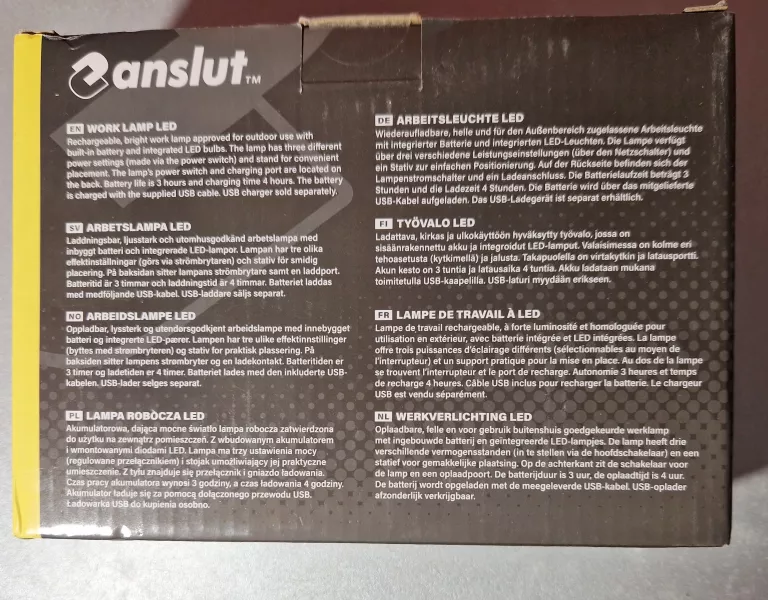 anslut™
EN WORK LAMP LED
Rechargeable, bright work lamp approved for outdoor use with
built-in battery and integrated LED bulbs. The lamp has three different
power settings (made via the power switch) and stand for convenient
placement. The lamp's power switch and charging port are located on
the back. Battery life is 3 hours and charging time 4 hours. The battery
is charged with the supplied USB cable. USB charger sold separately.
SV ARBETSLAMPA LED
Laddningsbar, ljusstark och utomhusgodkänd arbetslampa med
inbyggt batteri och integrerade LED-lampor. Lampan har tre olika
effektinställningar (görs via strömbrytaren) och stativ för smidig
placering. På baksidan sitter lampans strömbrytare samt en laddport.
Batteritid är 3 timmar och laddningstid är 4 timmar. Batteriet laddas
med medföljande USB-kabel. USB-laddare säljs separat.
NO ARBEIDSLAMPE LED
Oppladbar, lyssterk og utendørsgodkjent arbeidslampe med innebygget
batteri og integrerte LED-pærer. Lampen har tre ulike effektinnstillinger
(byttes med strømbryteren) og stativ for praktisk plassering. På
baksiden sitter lampens strømbryter og en ladekontakt. Batteritiden er
3 timer og ladetiden er 4 timer. Batteriet lades med den inkluderte USB-
kabelen. USB-lader selges separat.
PL LAMPA ROBOCZA LED
Akumulatorowa, dająca mocne światło lampa robocza zatwierdzona
do użytku na zewnątrz pomieszczeń. Z wbudowanym akumulatorem
i wmontowanymi diodami LED. Lampa ma trzy ustawienia mocy
(regulowane przełącznikiem) i stojak umożliwiający jej praktyczne
umieszczenie. Z tyłu znajduje się przełącznik i gniazdo ładowania.
Czas pracy akumulatora wynosi 3 godziny, a czas ładowania 4 godziny.
Akumulator ładuje się za pomocą dołączonego przewodu USB.
Ładowarka USB do kupienia osobno.
DE ARBEITSLEUCHTE LED
Wiederaufladbare, helle und für den Außenbereich zugelassene Arbeitsleuchte
mit integrierter Batterie und integrierten LED-Leuchten. Die Lampe verfügt
über drei verschiedene Leistungseinstellungen (über den Netzschalter) und
ein Stativ zur einfachen Positionierung. Auf der Rückseite befinden sich der
Lampenstromschalter und ein Ladeanschluss. Die Batterielaufzeit beträgt 3
Stunden und die Ladezeit 4 Stunden. Die Batterie wird über das mitgelieferte
USB-Kabel aufgeladen. Das USB-Ladegerät ist separat erhältlich.
FI TYÖVALO LED
Ladattava, kirkas ja ulkokäyttöön hyväksytty työvalo, jossa on
sisäänrakennettu akku ja integroidut LED-lamput. Valaisimessa on kolme eri
tehoasetusta (kytkimellä) ja jalusta. Takapuolella on virtakytkin ja latausportti.
Akun kesto on 3 tuntia ja latausaika 4 tuntia. Akku ladataan mukana
toimitetulla USB-kaapelilla. USB-laturi myydään erikseen.
FR LAMPE DE TRAVAIL À LED
Lampe de travail rechargeable, à forte luminosité et homologuée pour
utilisation en extérieur, avec batterie intégrée et LED intégrées. La lampe
offre trois puissances d'éclairage différents (sélectionnables au moyen de
l'interrupteur) et un support pratique pour la mise en place. Au dos de la lampe
se trouvent l'interrupteur et le port de recharge. Autonomie 3 heures et temps
de recharge 4 heures. Câble USB inclus pour recharger la batterie. Le chargeur
USB est vendu séparément.
NL WERKVERLICHTING LED
Oplaadbare, felle en voor gebruik buitenshuis goedgekeurde werklamp
met ingebouwde batterij en geïntegreerde LED-lampjes. De lamp heeft drie
verschillende vermogensstanden (in te stellen via de hoofdschakelaar) en een
statief voor gemakkelijke plaatsing. Op de achterkant zit de schakelaar voor
de lamp en een oplaadpoort. De batterijduur is 3 uur, de oplaadtijd is 4 uur.
De batterij wordt opgeladen met de meegeleverde USB-kabel. USB-oplader
afzonderlijk verkrijgbaar.